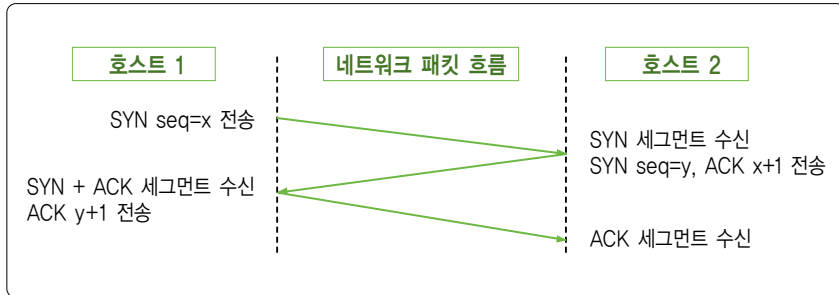 호스트 1
네트워크 패킷 흐름
호스트 2
SYN seq=x 전송
SYN 세그먼트 수신
SYN seq=y, ACK x+1 전송
SYN + ACK 세그먼트 수신
ACK y+1 전송
ACK 세그먼트 수신